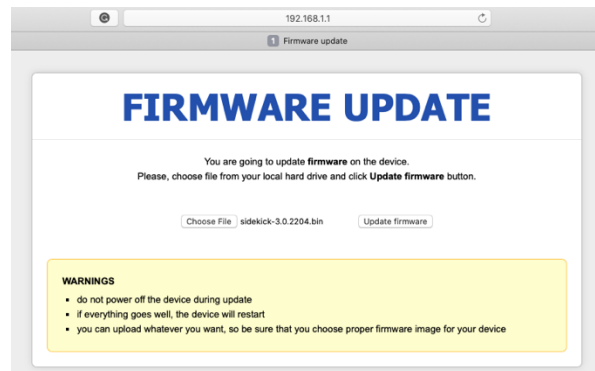 192.168.1.1
1 Firmware update
FIRMWARE UPDATE
You are going to update firmware on the device.
Please, choose file from your local hard drive and click Update firmware button.
Choose File sidekick-3.0.2204.bin Update firmware
WARNINGS
▪ do not power off the device during update
▪ if everything goes well, the device will restart
▪ you can upload whatever you want, so be sure that you choose proper firmware image for your device